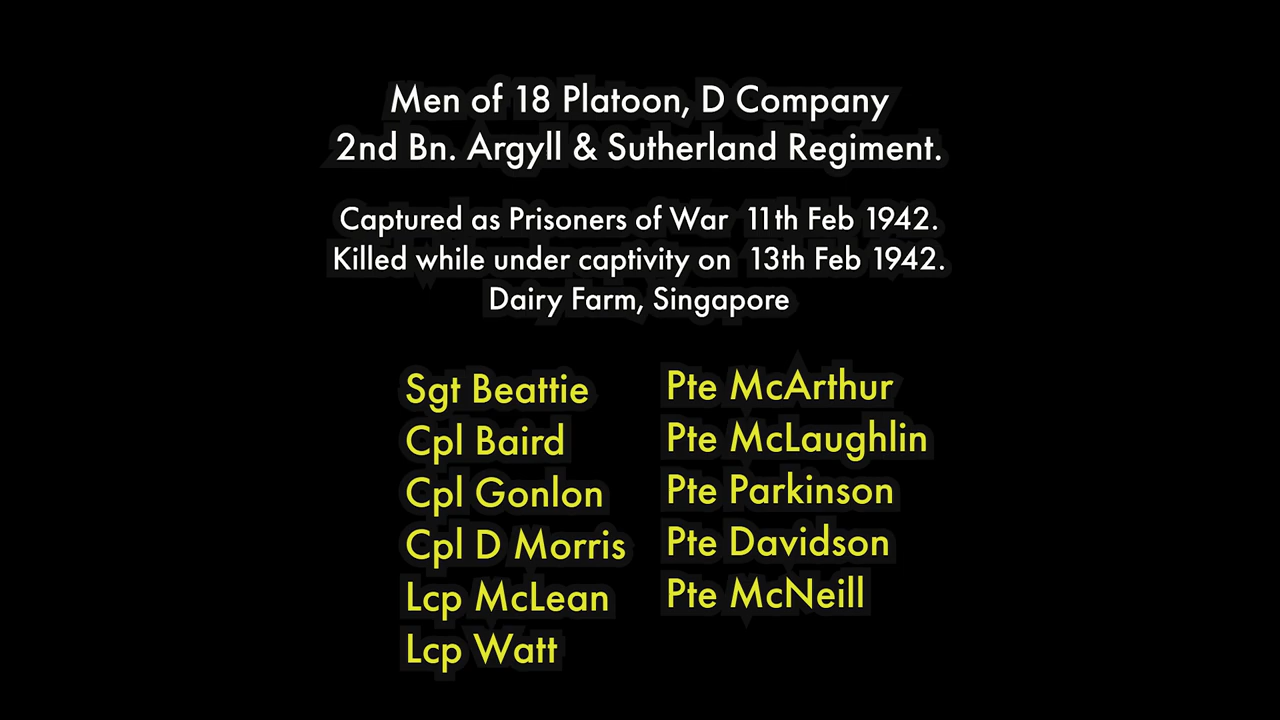 Men of 18 Platoon, D Company
2nd Bn. Argyll & Sutherland Regiment.
Captured as Prisoners of War 11th Feb 1942.
Killed while under captivity on 13th Feb 1942.
Dairy Farm, Singapore
Sgt Beattie
Cpl Baird
Cpl Gonlon
Cpl D Morris
Lcp McLean
Lcp Watt
Pte McArthur
Pte McLaughlin
Pte Parkinson
Pte Davidson
Pte McNeill